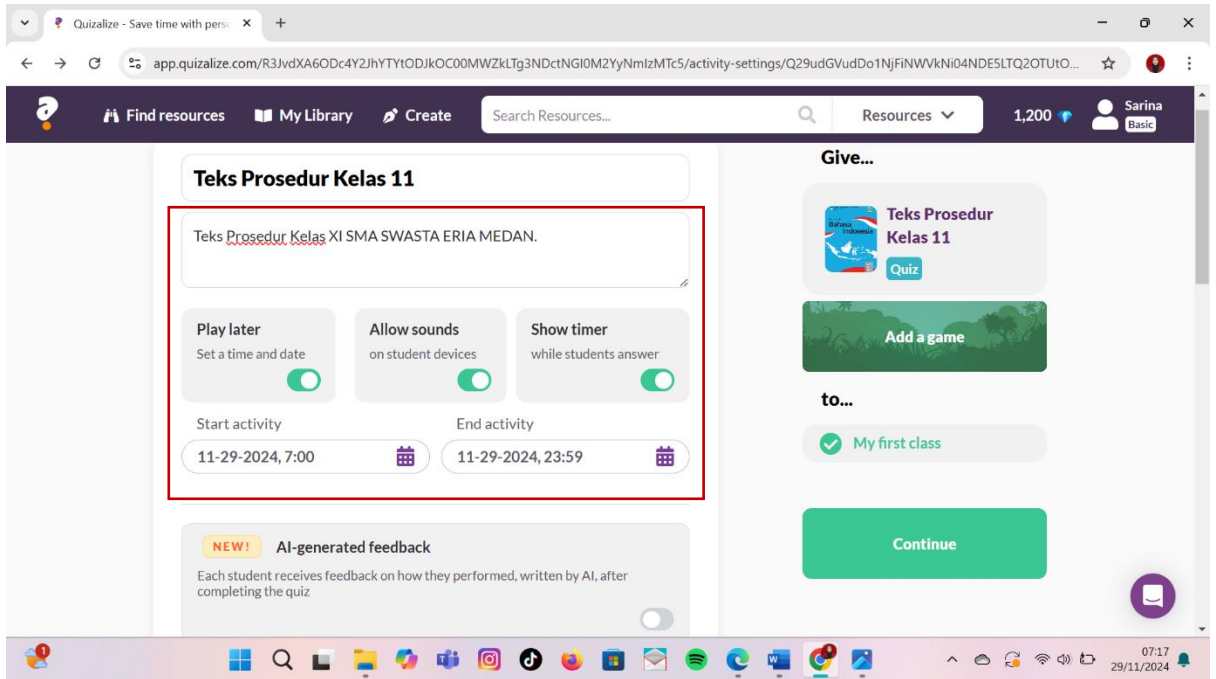 Quizalize - Save time with pers
app.quizalize.com/R3JvdXA6ODc4Y2JhYTYtODJkOC00MWZkLTg3NDctNGI0M2YyNmIzMTc5/activity-settings/Q29udGVudDo1NjFiNWVkNi04NDE5LTQ2OTUtO...
Find resources My Library Create Search Resources... Resources 1,200 Sarina
Basic
Teks Prosedur Kelas 11
Teks Prosedur Kelas XI SMA SWASTA ERIA MEDAN.
Play later
Set a time and date
Allow sounds
on student devices
Show timer
while students answer
Start activity
11-29-2024, 7:00
End activity
11-29-2024, 23:59
NEW! AI-generated feedback
Each student receives feedback on how they performed, written by AI, after
completing the quiz
Give...
Bahasa
Indonesia
Teks Prosedur
Kelas 11
Quiz
Add a game
to...
My first class
Continue
07:17
29/11/2024